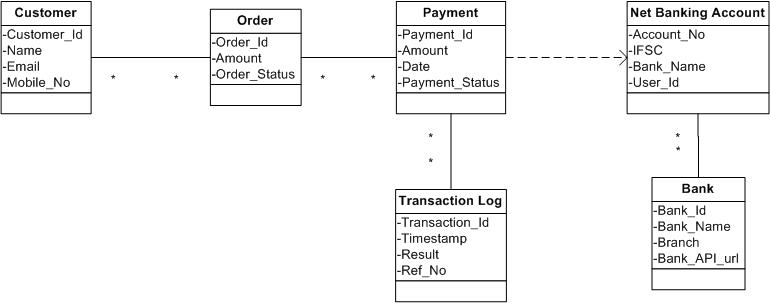 Customer
-Customer_Id
-Name
-Email
-Mobile_No
*
*
Order
-Order_Id
-Amount
-Order_Status
*
*
Payment
-Payment_Id
-Amount
-Date
-Payment_Status
Net Banking Account
-Account_No
-IFSC
-Bank_Name
-User_Id
*
*
Transaction Log
-Transaction_Id
-Timestamp
-Result
-Ref_No
*
*
Bank
-Bank_Id
-Bank_Name
-Branch
-Bank_API_url